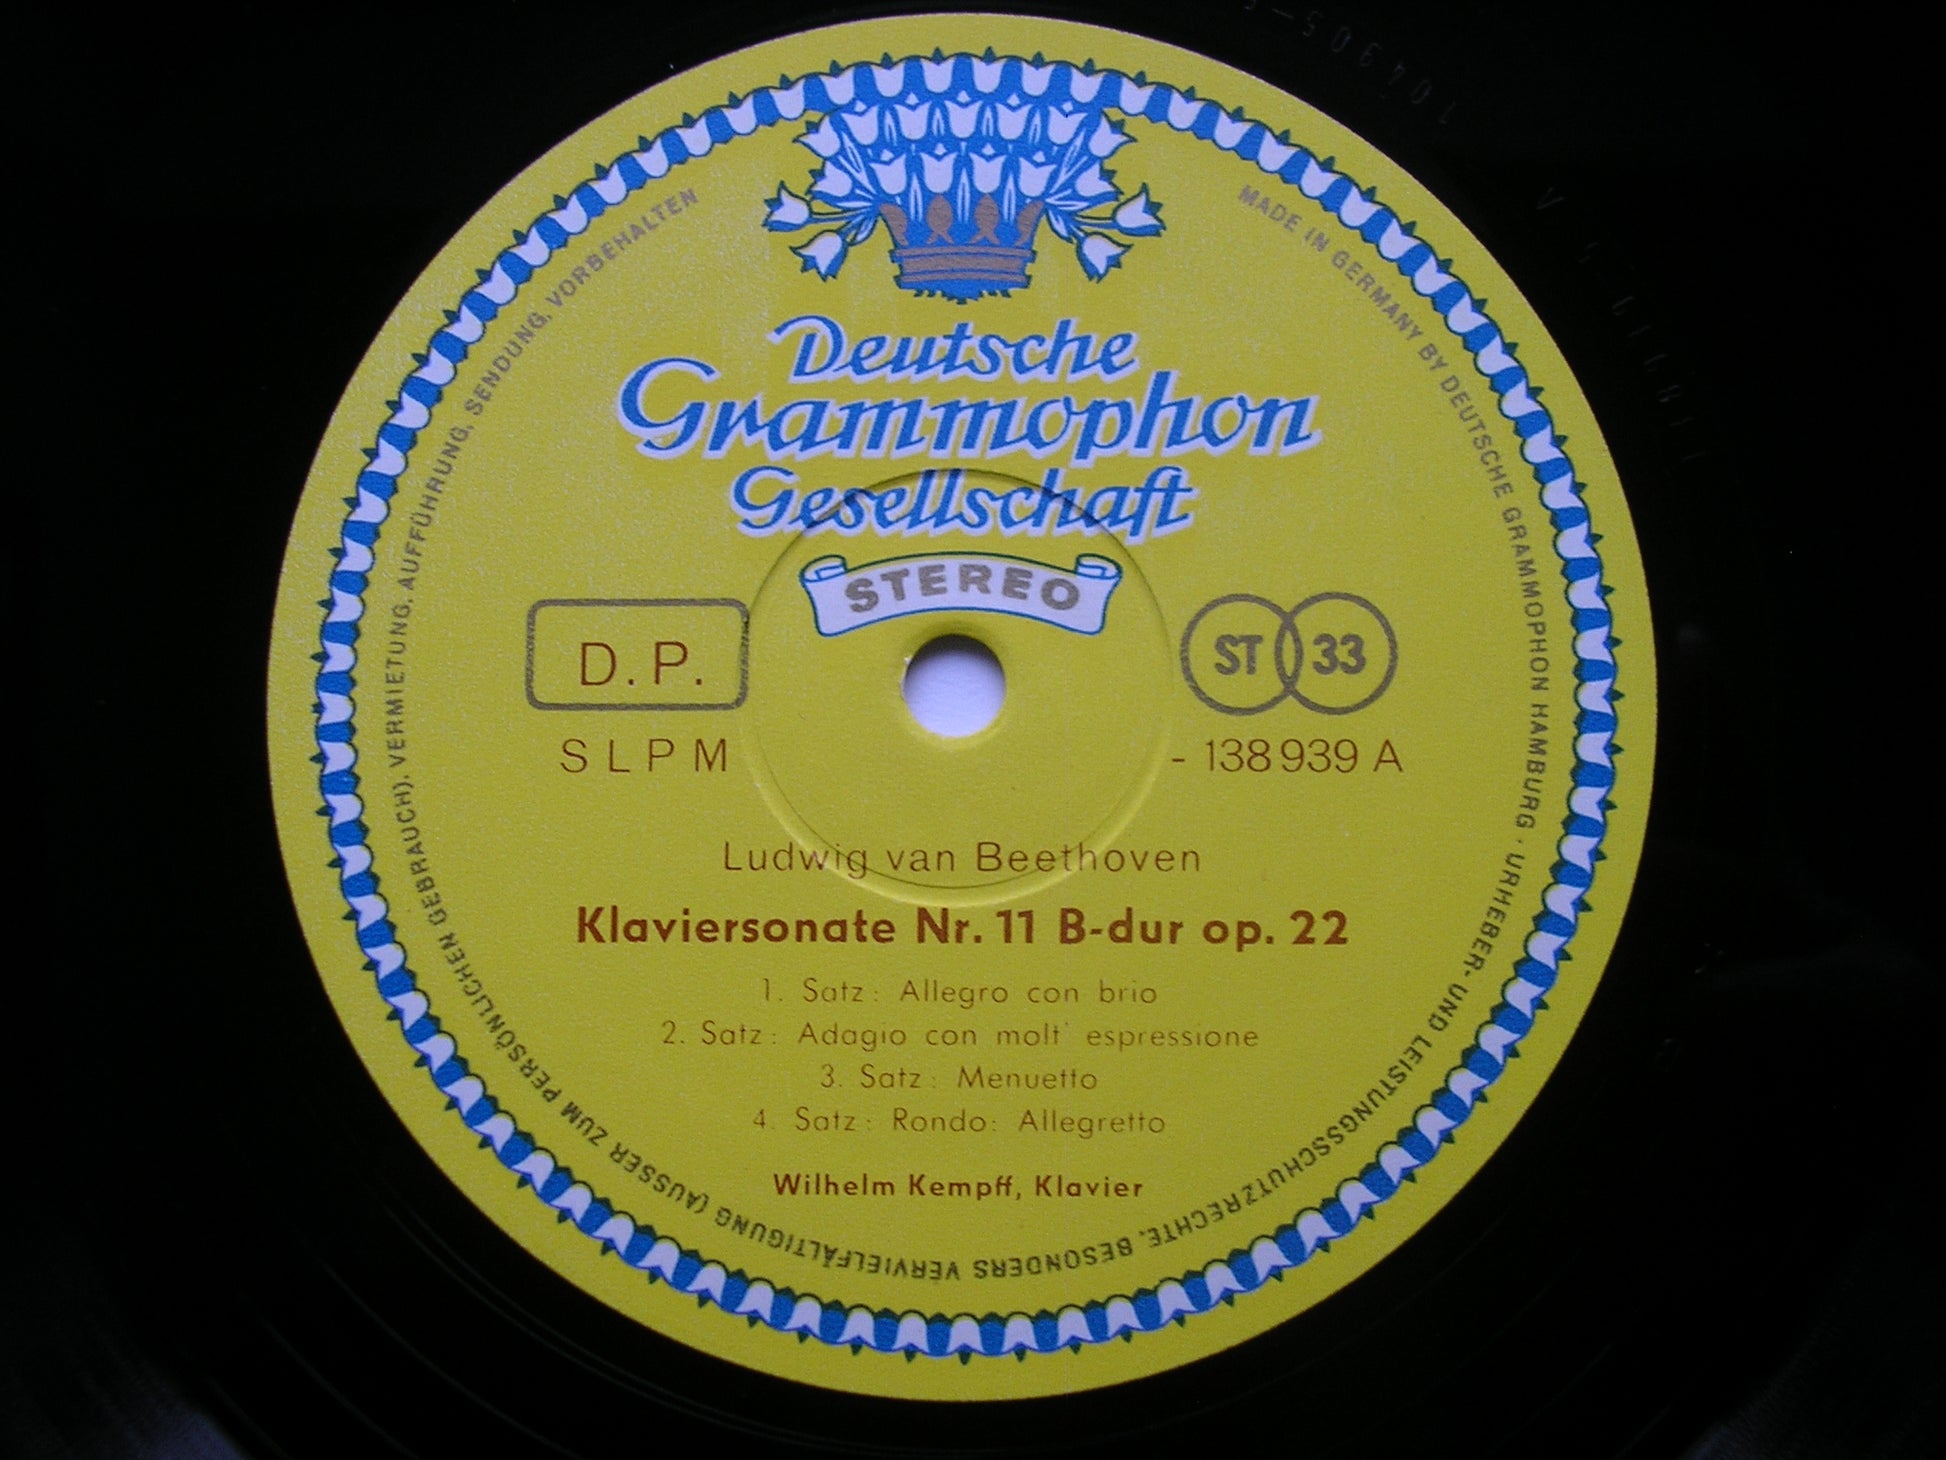 Deutsche
Grammophon
Gesellschaft
STEREO
D.P.
ST 33
SLPM - 138 939 A
Ludwig van Beethoven
Klaviersonate Nr. 11 B-dur op. 22
1. Satz: Allegro con brio
2. Satz: Adagio con molt' espressione
3. Satz: Menuetto
4. Satz: Rondo: Allegretto
Wilhelm Kempff, Klavier
MADE IN GERMANY BY DEUTSCHE GRAMMOPHON HAMBURG · URHEBER- UND LEISTUNGSSCHUTZRECHTE, BESONDERS VERVIELFÄLTIGUNG (AUSSER ZUM PERSÖNLICHEN GEBRAUCH), VERMIETUNG, AUFFÜHRUNG, SENDUNG, VORBEHALTEN